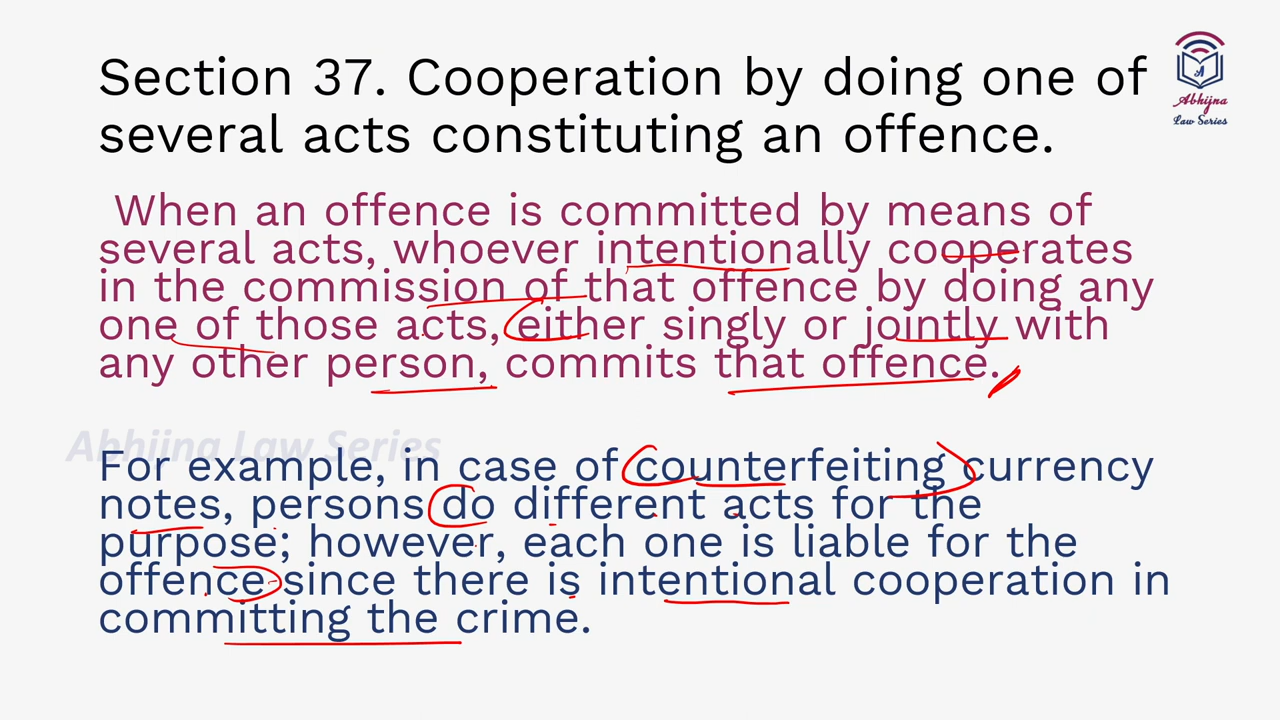 Section 37. Cooperation by doing one of
several acts constituting an offence.
Abhijna
Law Series
When an offence is committed by means of
several acts, whoever intentionally cooperates
in the commission of that offence by doing any
one of those acts, either singly or jointly with
any other person, commits that offence.
Abhijna Law Series
For example, in case of counterfeiting currency
notes, persons do different acts for the
purpose; however, each one is liable for the
offence since there is intentional cooperation in
committing the crime.